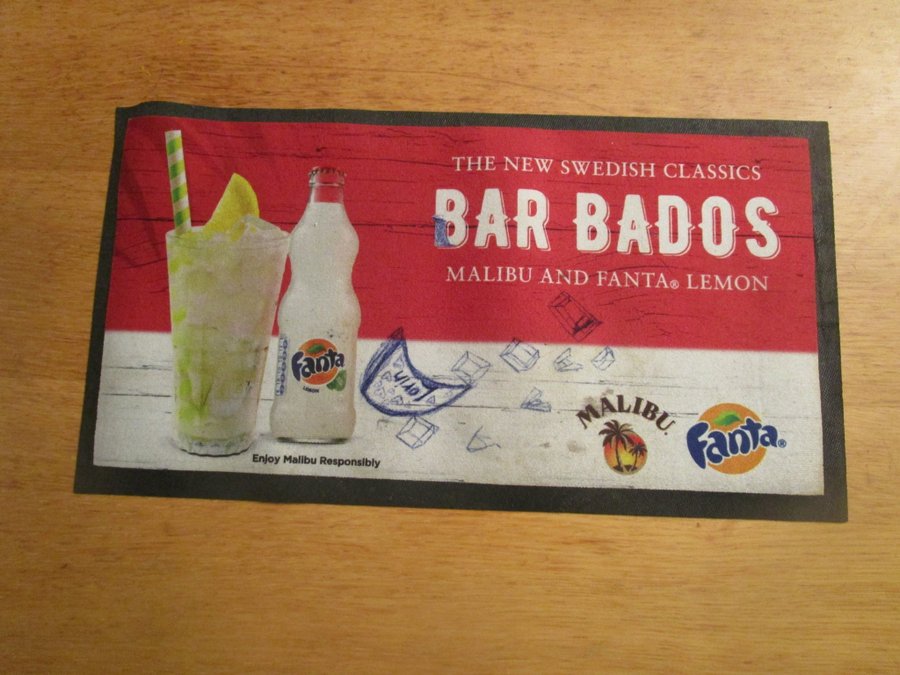 THE NEW SWEDISH CLASSICS
BAR BADOS
MALIBU AND FANTA® LEMON
Fanta
LEMON
MALIBU.
Fanta®
Enjoy Malibu Responsibly